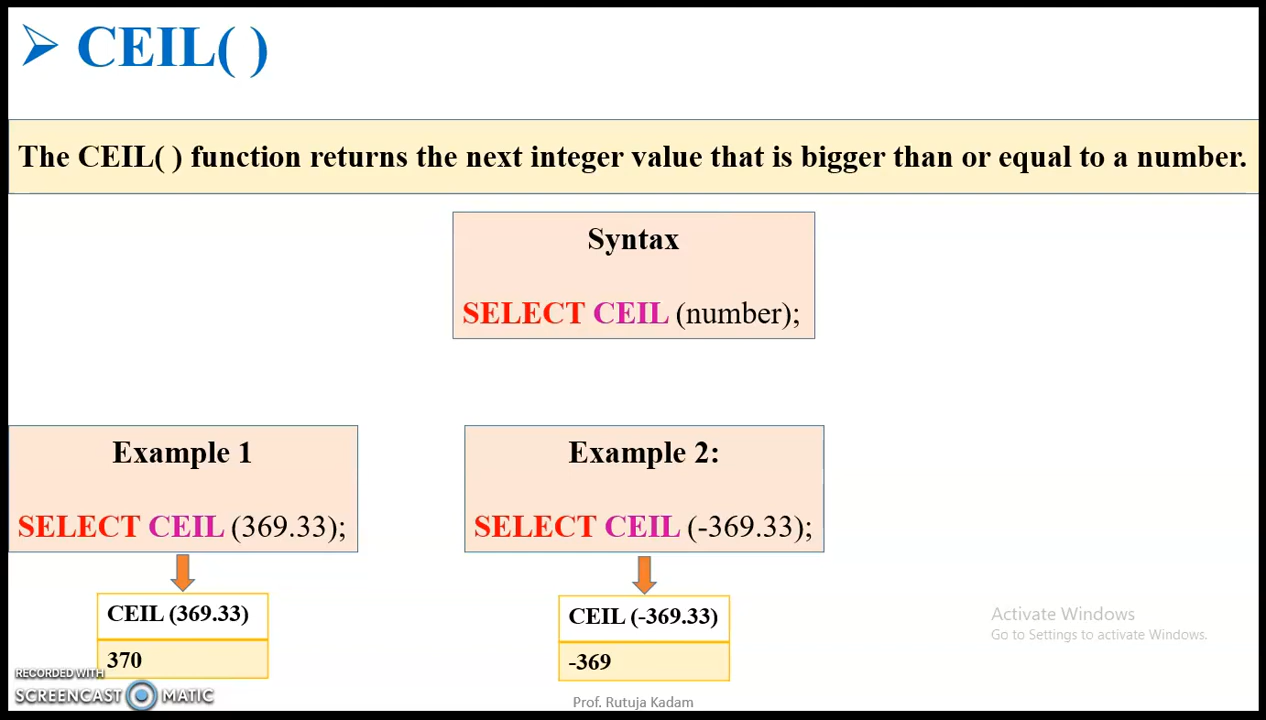 CEIL( )
The CEIL( ) function returns the next integer value that is bigger than or equal to a number.
Syntax
SELECT CEIL (number);
Example 1
SELECT CEIL (369.33);
CEIL (369.33)
370
Example 2:
SELECT CEIL (-369.33);
CEIL (-369.33)
-369
Activate Windows
Go to Settings to activate Windows.
RECORDED WITH
SCREENCAST MATIC
Prof. Rutuja Kadam